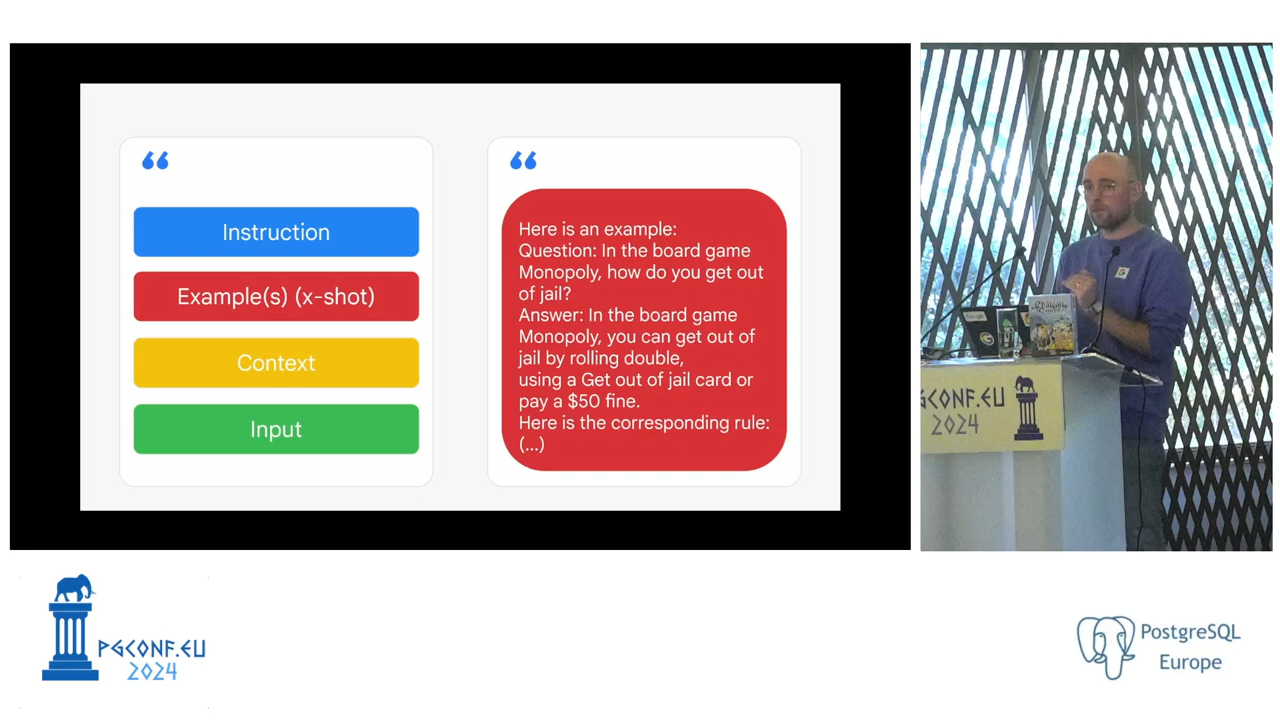 Instruction
Example(s) (x-shot)
Context
Input
Here is an example:
Question: In the board game
Monopoly, how do you get out
of jail?
Answer: In the board game
Monopoly, you can get out of
jail by rolling double,
using a Get out of jail card or
pay a $50 fine.
Here is the corresponding rule:
(...)
GCONF.EU
2024
PGCONF.EU
2024
PostgreSQL
Europe